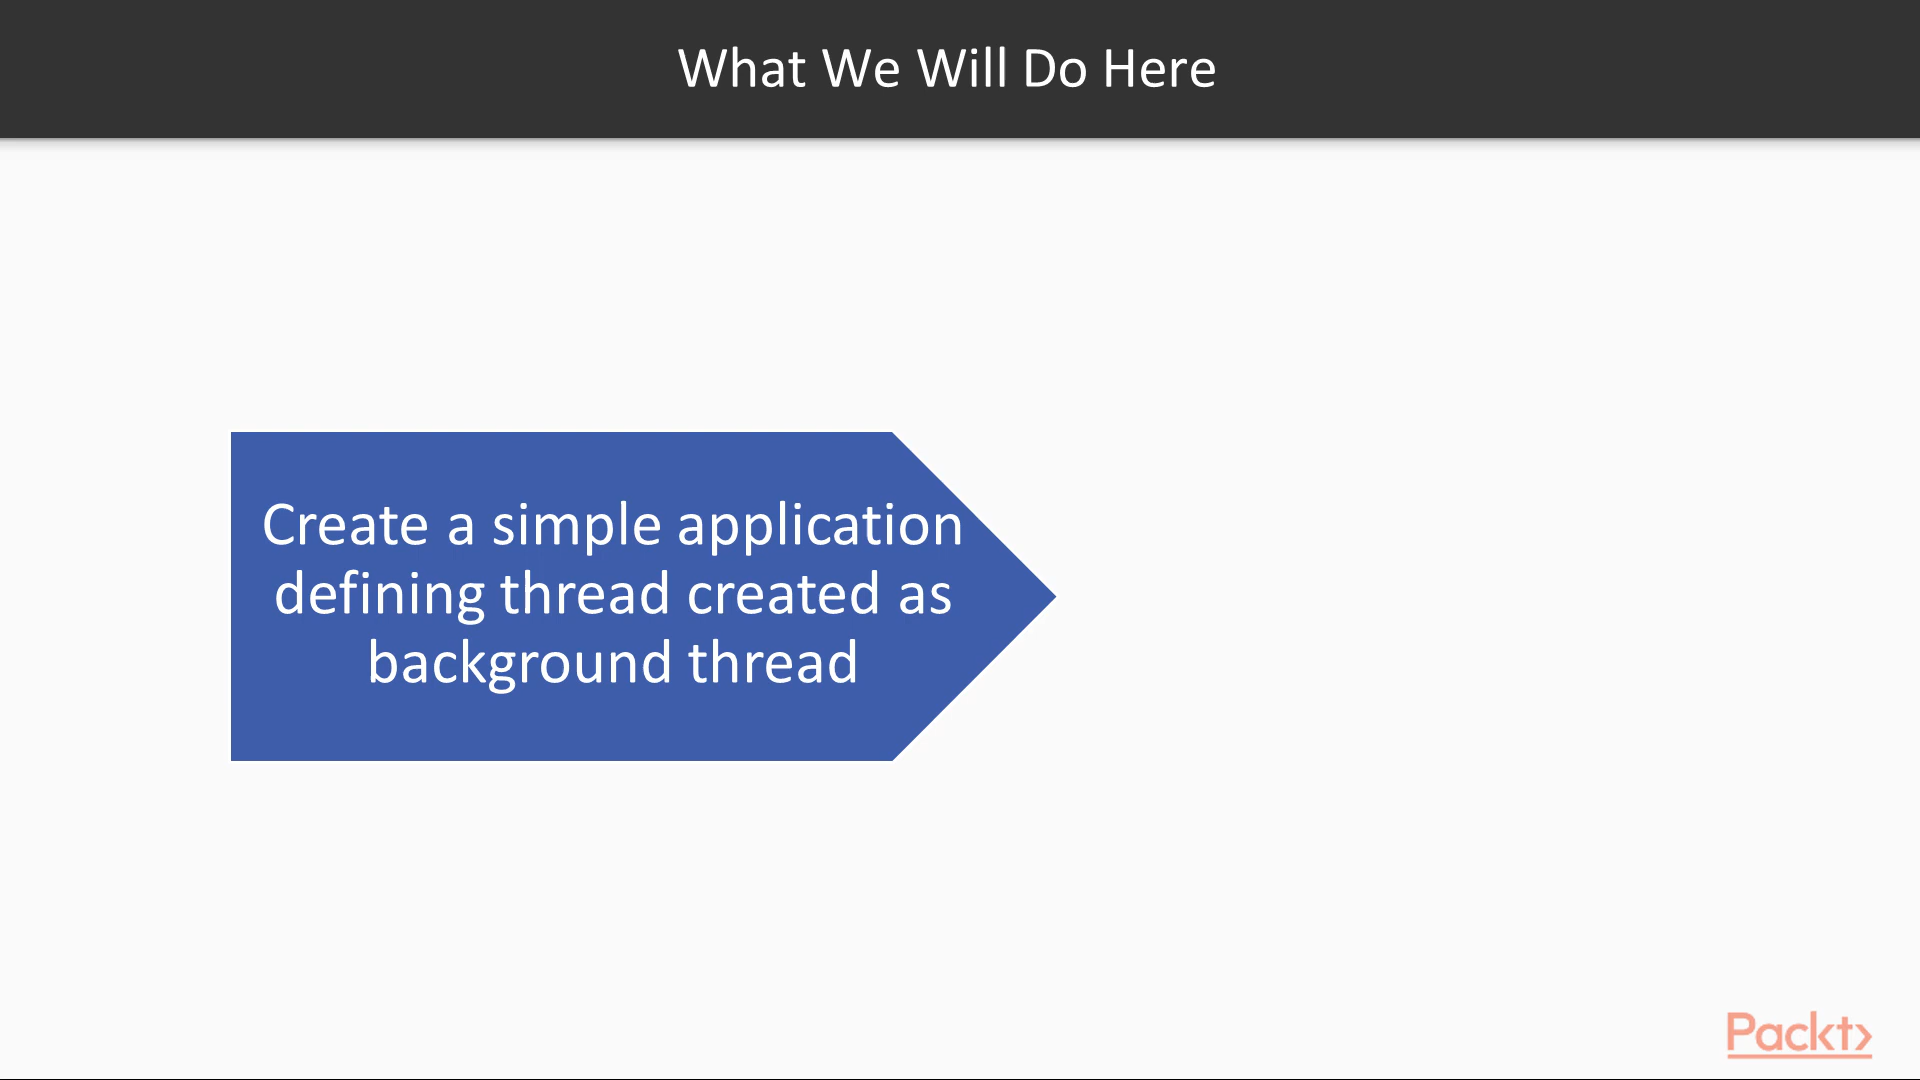 What We Will Do Here
Create a simple application
defining thread created as
background thread
Packt>